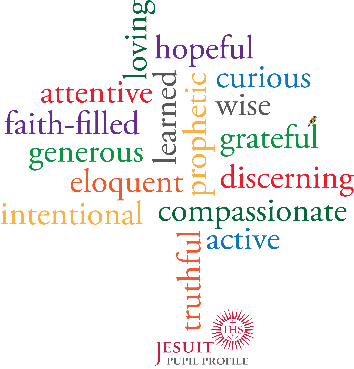 loving
hopeful
attentive
learned
prophetic
curious
wise
faith-filled
grateful
generous
eloquent
discerning
intentional
compassionate
truthful
active
IHS
JESUIT
PUPIL PROFILE